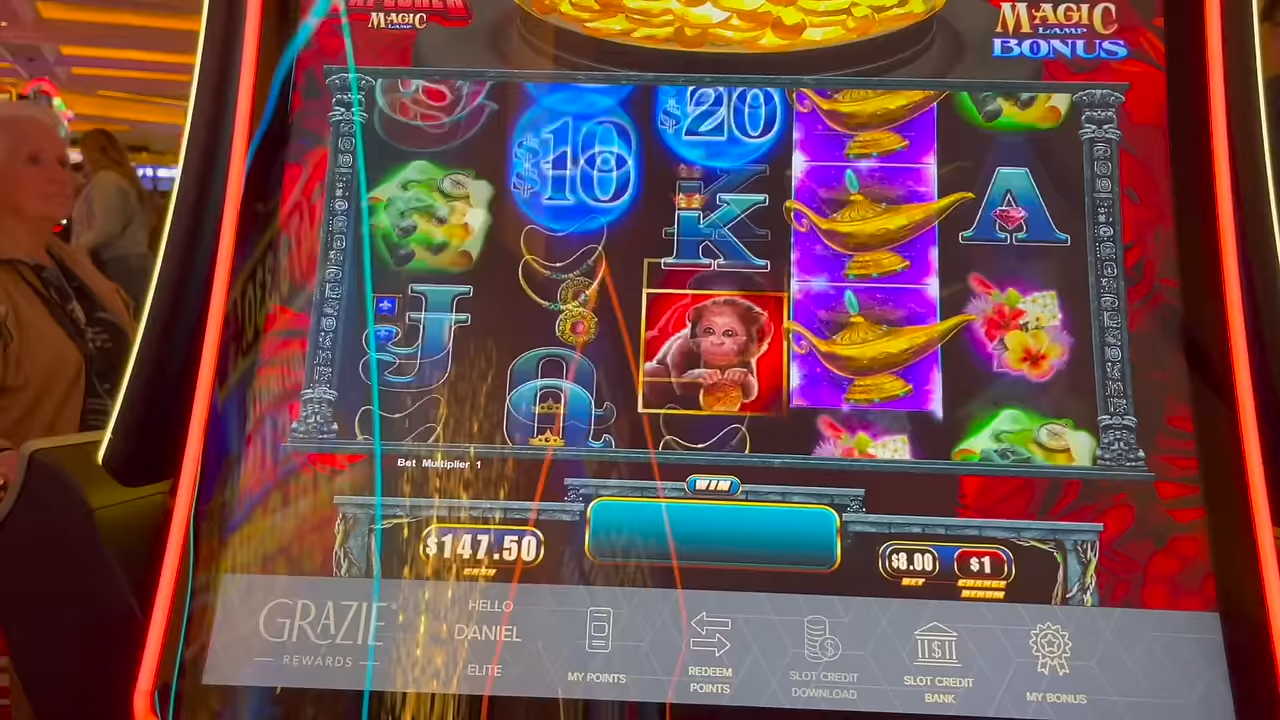 MAGIC
LAMP
MAGIC
LAMP
BONUS
$10
$20
K
A
J
Q
Bet Multiplier 1
WIN
$147.50
CASH
$8.00
BET
$1
CHANGE
DENOM
GRAZIE
REWARDS
HELLO
DANIEL
ELITE
MY POINTS
REDEEM
POINTS
SLOT CREDIT
DOWNLOAD
SLOT CREDIT
BANK
MY BONUS